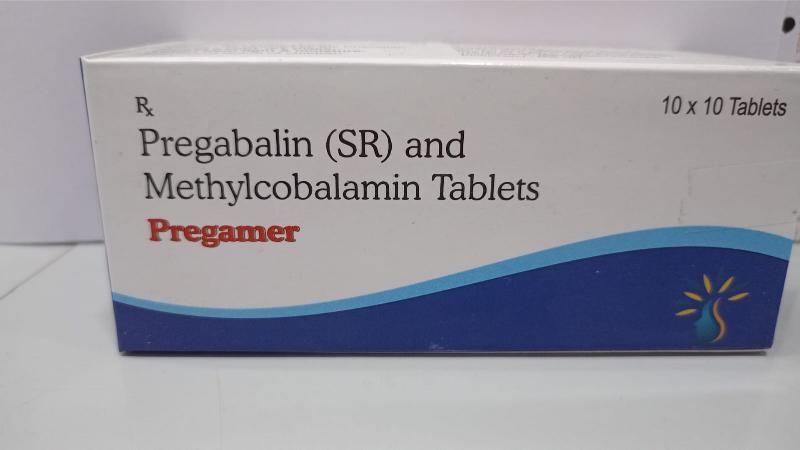 Rx
10 x 10 Tablets
Pregabalin (SR) and
Methylcobalamin Tablets
Pregamer